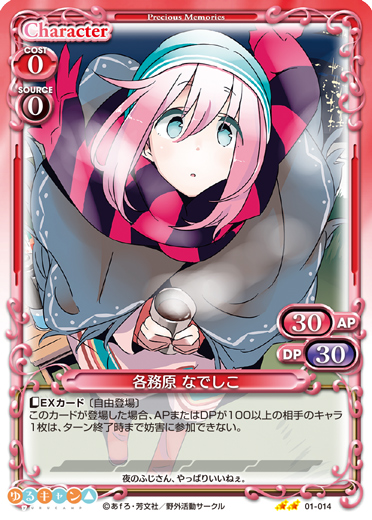 Precious Memories
Character
COST
0
SOURCE
0
30 AP
DP 30
各務原 なでしこ
EXカード〔自由登場〕
このカードが登場した場合、APまたはDPが100以上の相手のキャラ
1枚は、ターン終了時まで妨害に参加できない。
夜のふじさん、やっぱりいいねぇ。
ゆるキャン
©あfろ・芳文社／野外活動サークル
01-014